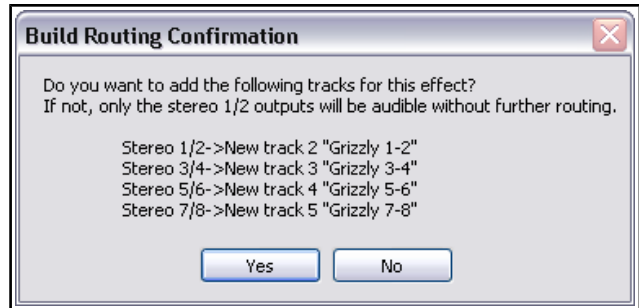 Build Routing Confirmation
Do you want to add the following tracks for this effect?
If not, only the stereo 1/2 outputs will be audible without further routing.
Stereo 1/2->New track 2 "Grizzly 1-2"
Stereo 3/4->New track 3 "Grizzly 3-4"
Stereo 5/6->New track 4 "Grizzly 5-6"
Stereo 7/8->New track 5 "Grizzly 7-8"
Yes No